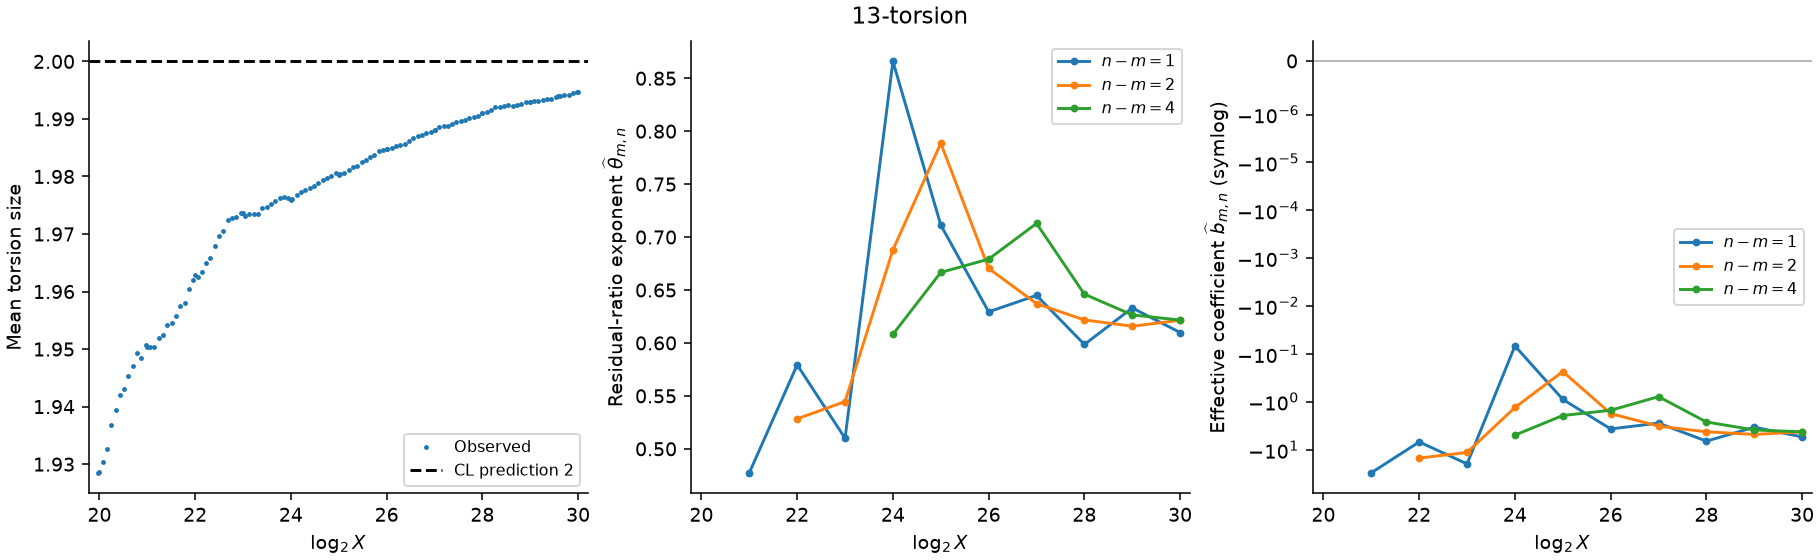 13-torsion
Mean torsion size
2.00
1.99
1.98
1.97
1.96
1.95
1.94
1.93
20 22 24 26 28 30
log₂ X
Observed
CL prediction 2
Residual-ratio exponent θ̂ₘ,ₙ
0.85
0.80
0.75
0.70
0.65
0.60
0.55
0.50
20 22 24 26 28 30
log₂ X
n − m = 1
n − m = 2
n − m = 4
Effective coefficient b̂ₘ,ₙ (symlog)
0
−10⁻⁶
−10⁻⁵
−10⁻⁴
−10⁻³
−10⁻²
−10⁻¹
−10⁰
−10¹
20 22 24 26 28 30
log₂ X
n − m = 1
n − m = 2
n − m = 4